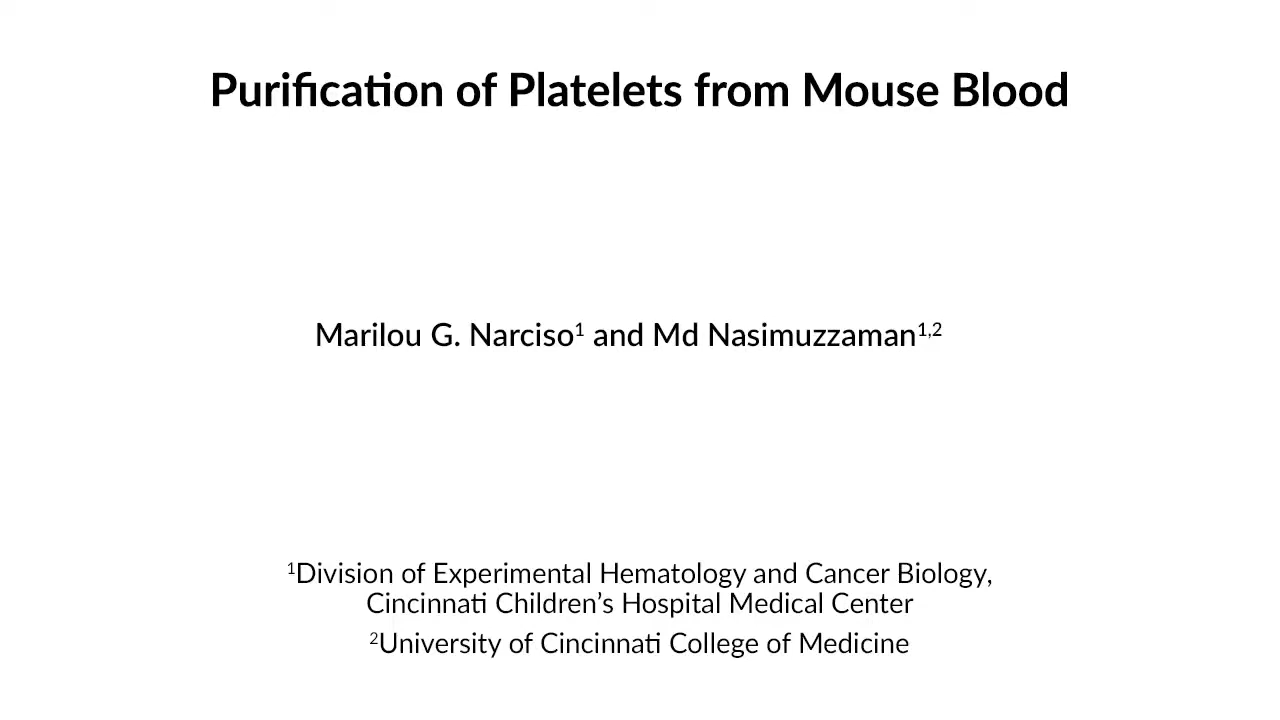 Purification of Platelets from Mouse Blood
Marilou G. Narciso¹ and Md Nasimuzzaman¹,²
¹Division of Experimental Hematology and Cancer Biology,
Cincinnati Children’s Hospital Medical Center
²University of Cincinnati College of Medicine